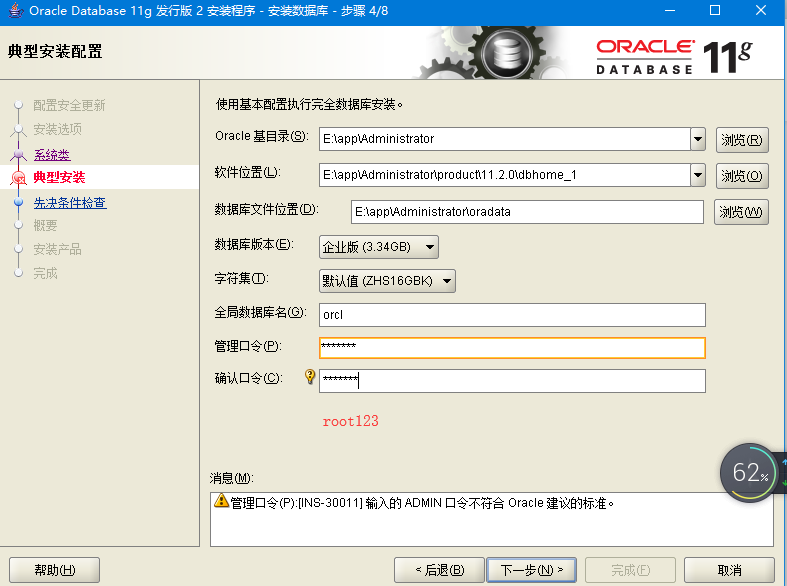 Oracle Database 11g 发行版 2 安装程序 - 安装数据库 - 步骤 4/8
典型安装配置
ORACLE
DATABASE 11g
配置安全更新
安装选项
系统类
典型安装
先决条件检查
概要
安装产品
完成
使用基本配置执行完全数据库安装。
Oracle 基目录(S): E:\app\Administrator 浏览(R)
软件位置(L): E:\app\Administrator\product\11.2.0\dbhome_1 浏览(O)
数据库文件位置(D): E:\app\Administrator\oradata 浏览(W)
数据库版本(E): 企业版 (3.34GB)
字符集(T): 默认值 (ZHS16GBK)
全局数据库名(G): orcl
管理口令(P): *******
确认口令(C): *******
root123
62%
消息(M):
管理口令(P):[INS-30011] 输入的 ADMIN 口令不符合 Oracle 建议的标准。
帮助(H) < 后退(B) 下一步(N) > 完成(F) 取消